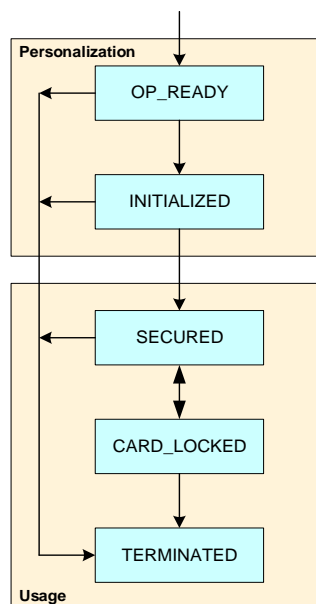 Personalization
OP_READY
INITIALIZED
SECURED
CARD_LOCKED
TERMINATED
Usage